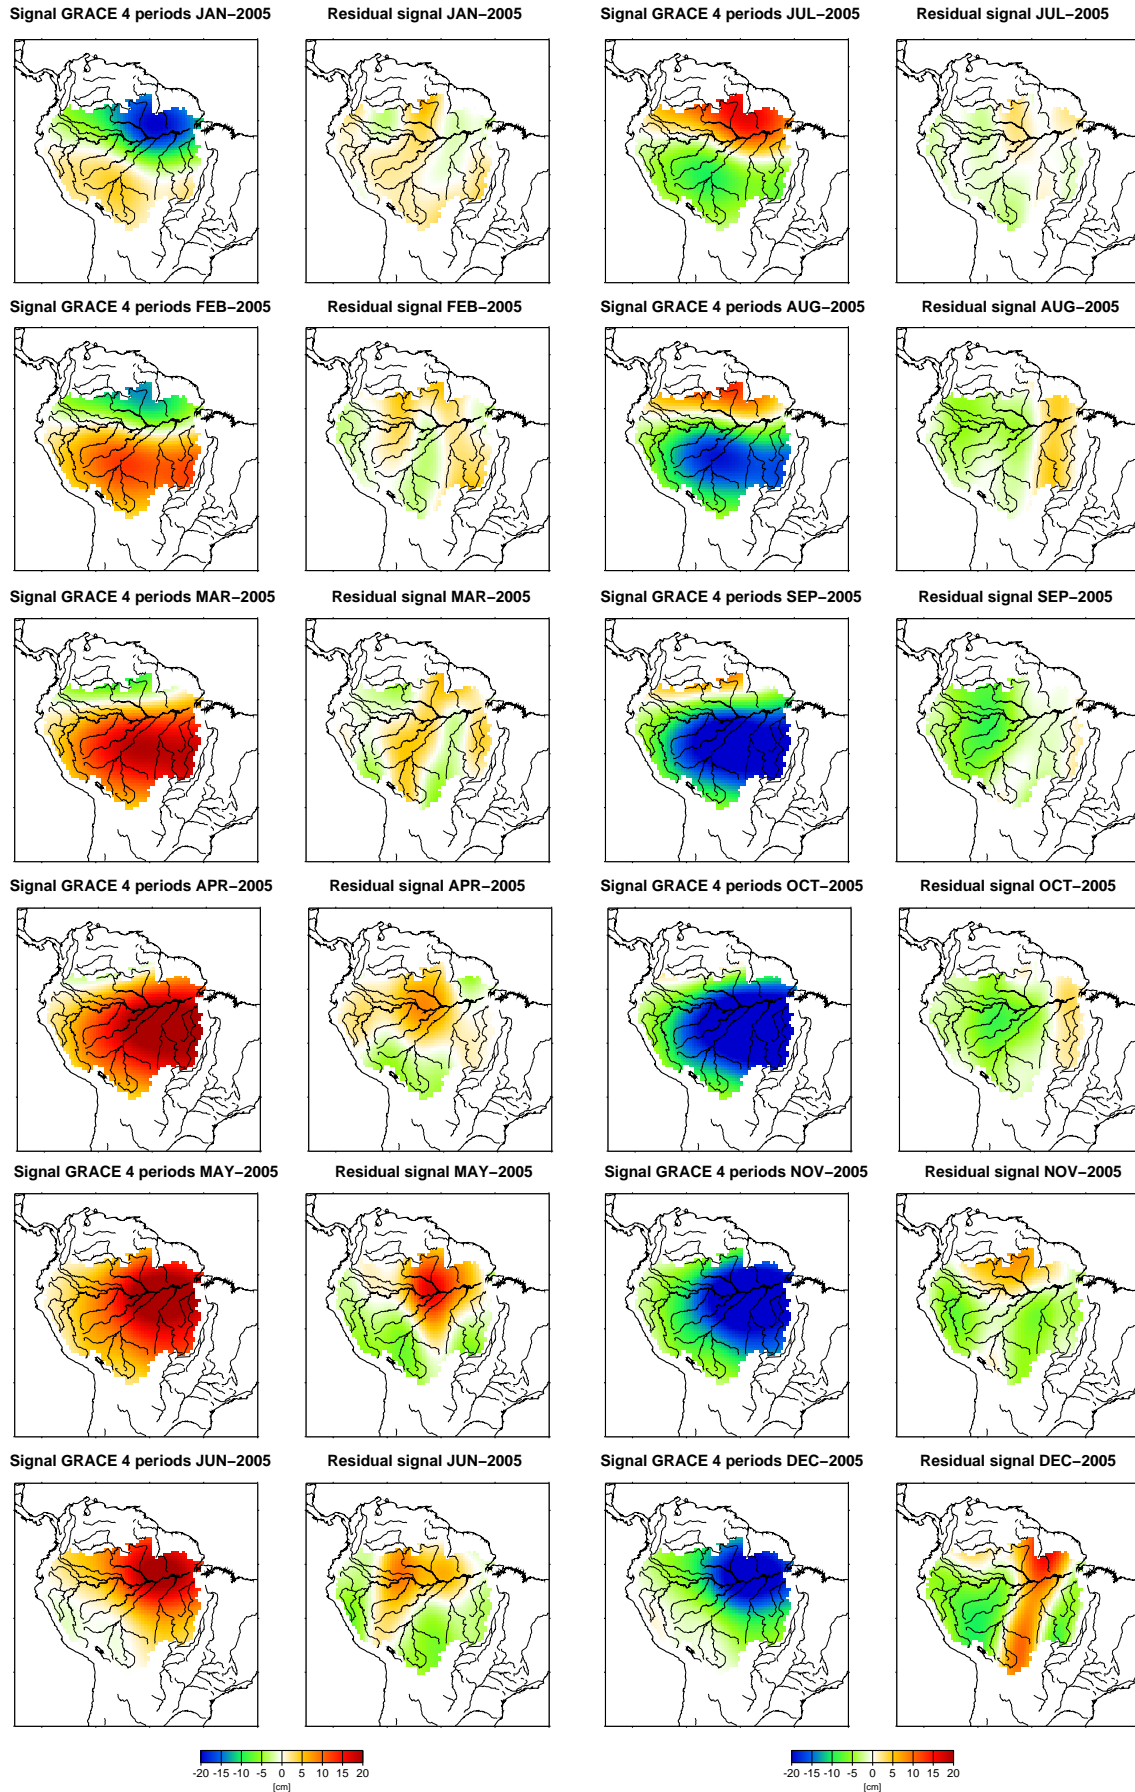 Signal GRACE 4 periods JAN-2005 Residual signal JAN-2005 Signal GRACE 4 periods JUL-2005 Residual signal JUL-2005
Signal GRACE 4 periods FEB-2005 Residual signal FEB-2005 Signal GRACE 4 periods AUG-2005 Residual signal AUG-2005
Signal GRACE 4 periods MAR-2005 Residual signal MAR-2005 Signal GRACE 4 periods SEP-2005 Residual signal SEP-2005
Signal GRACE 4 periods APR-2005 Residual signal APR-2005 Signal GRACE 4 periods OCT-2005 Residual signal OCT-2005
Signal GRACE 4 periods MAY-2005 Residual signal MAY-2005 Signal GRACE 4 periods NOV-2005 Residual signal NOV-2005
Signal GRACE 4 periods JUN-2005 Residual signal JUN-2005 Signal GRACE 4 periods DEC-2005 Residual signal DEC-2005
-20 -15 -10 -5 0 5 10 15 20 -20 -15 -10 -5 0 5 10 15 20
[cm] [cm]